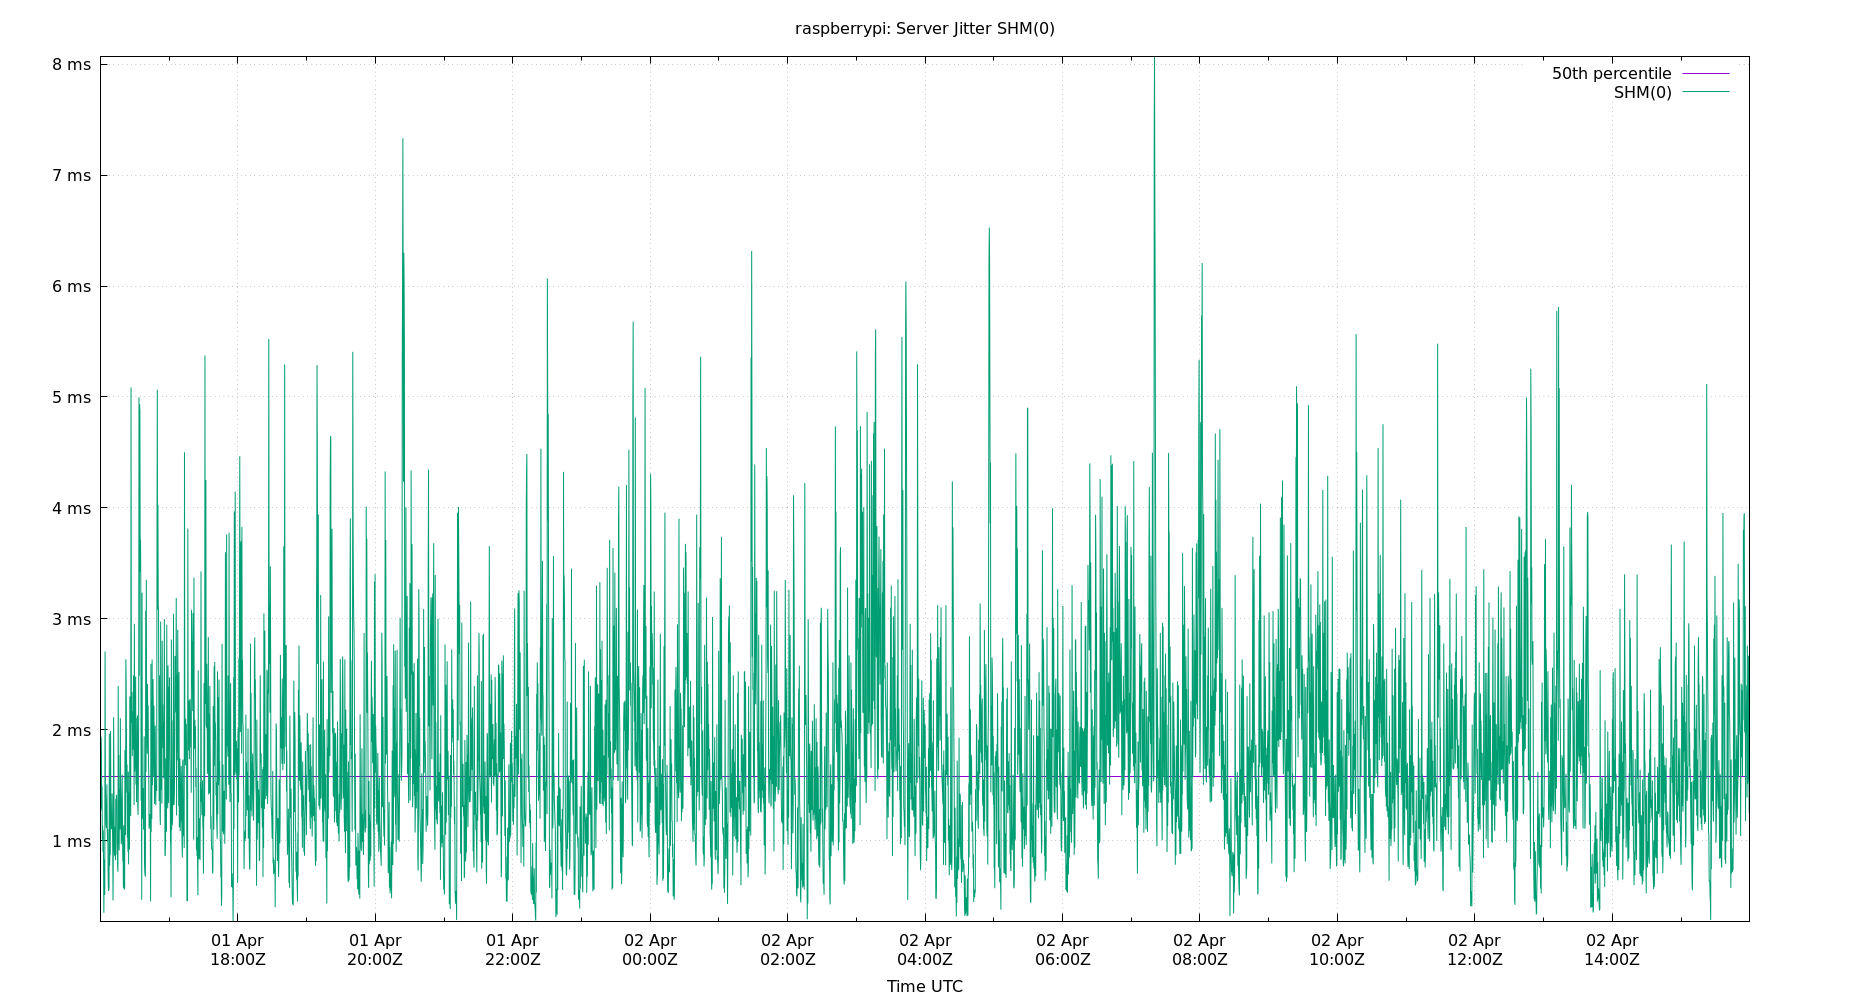 raspberrypi: Server Jitter SHM(0)
50th percentile
SHM(0)
8 ms
7 ms
6 ms
5 ms
4 ms
3 ms
2 ms
1 ms
01 Apr 01 Apr 01 Apr 02 Apr 02 Apr 02 Apr 02 Apr 02 Apr 02 Apr 02 Apr 02 Apr
18:00Z 20:00Z 22:00Z 00:00Z 02:00Z 04:00Z 06:00Z 08:00Z 10:00Z 12:00Z 14:00Z
Time UTC